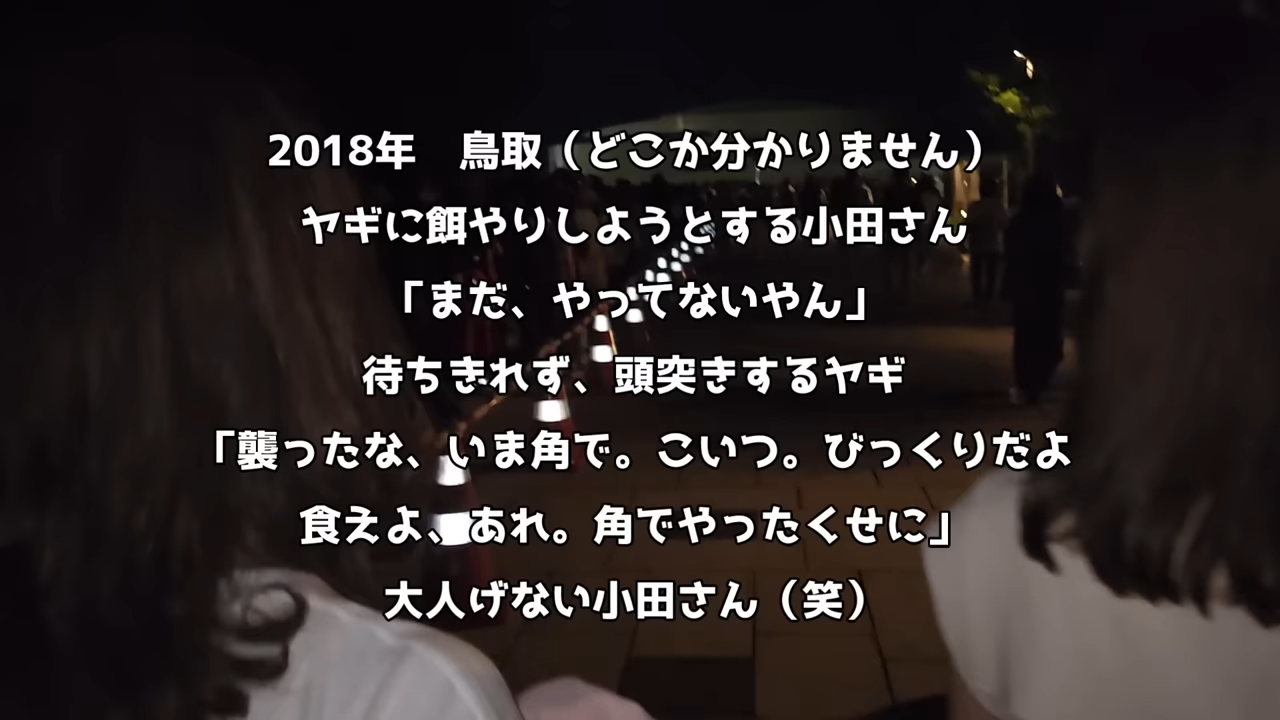 2018年　鳥取（どこか分かりません）
ヤギに餌やりしようとする小田さん
「まだ、やってないやん」
待ちきれず、頭突きするヤギ
「襲ったな、いま角で。こいつ。びっくりだよ
食えよ、あれ。角でやったくせに」
大人げない小田さん（笑）